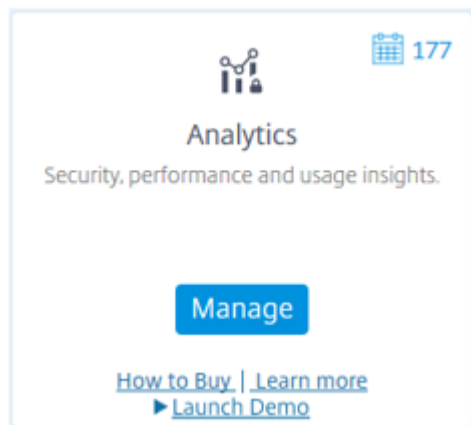 177
Analytics
Security, performance and usage insights.
Manage
How to Buy | Learn more
Launch Demo